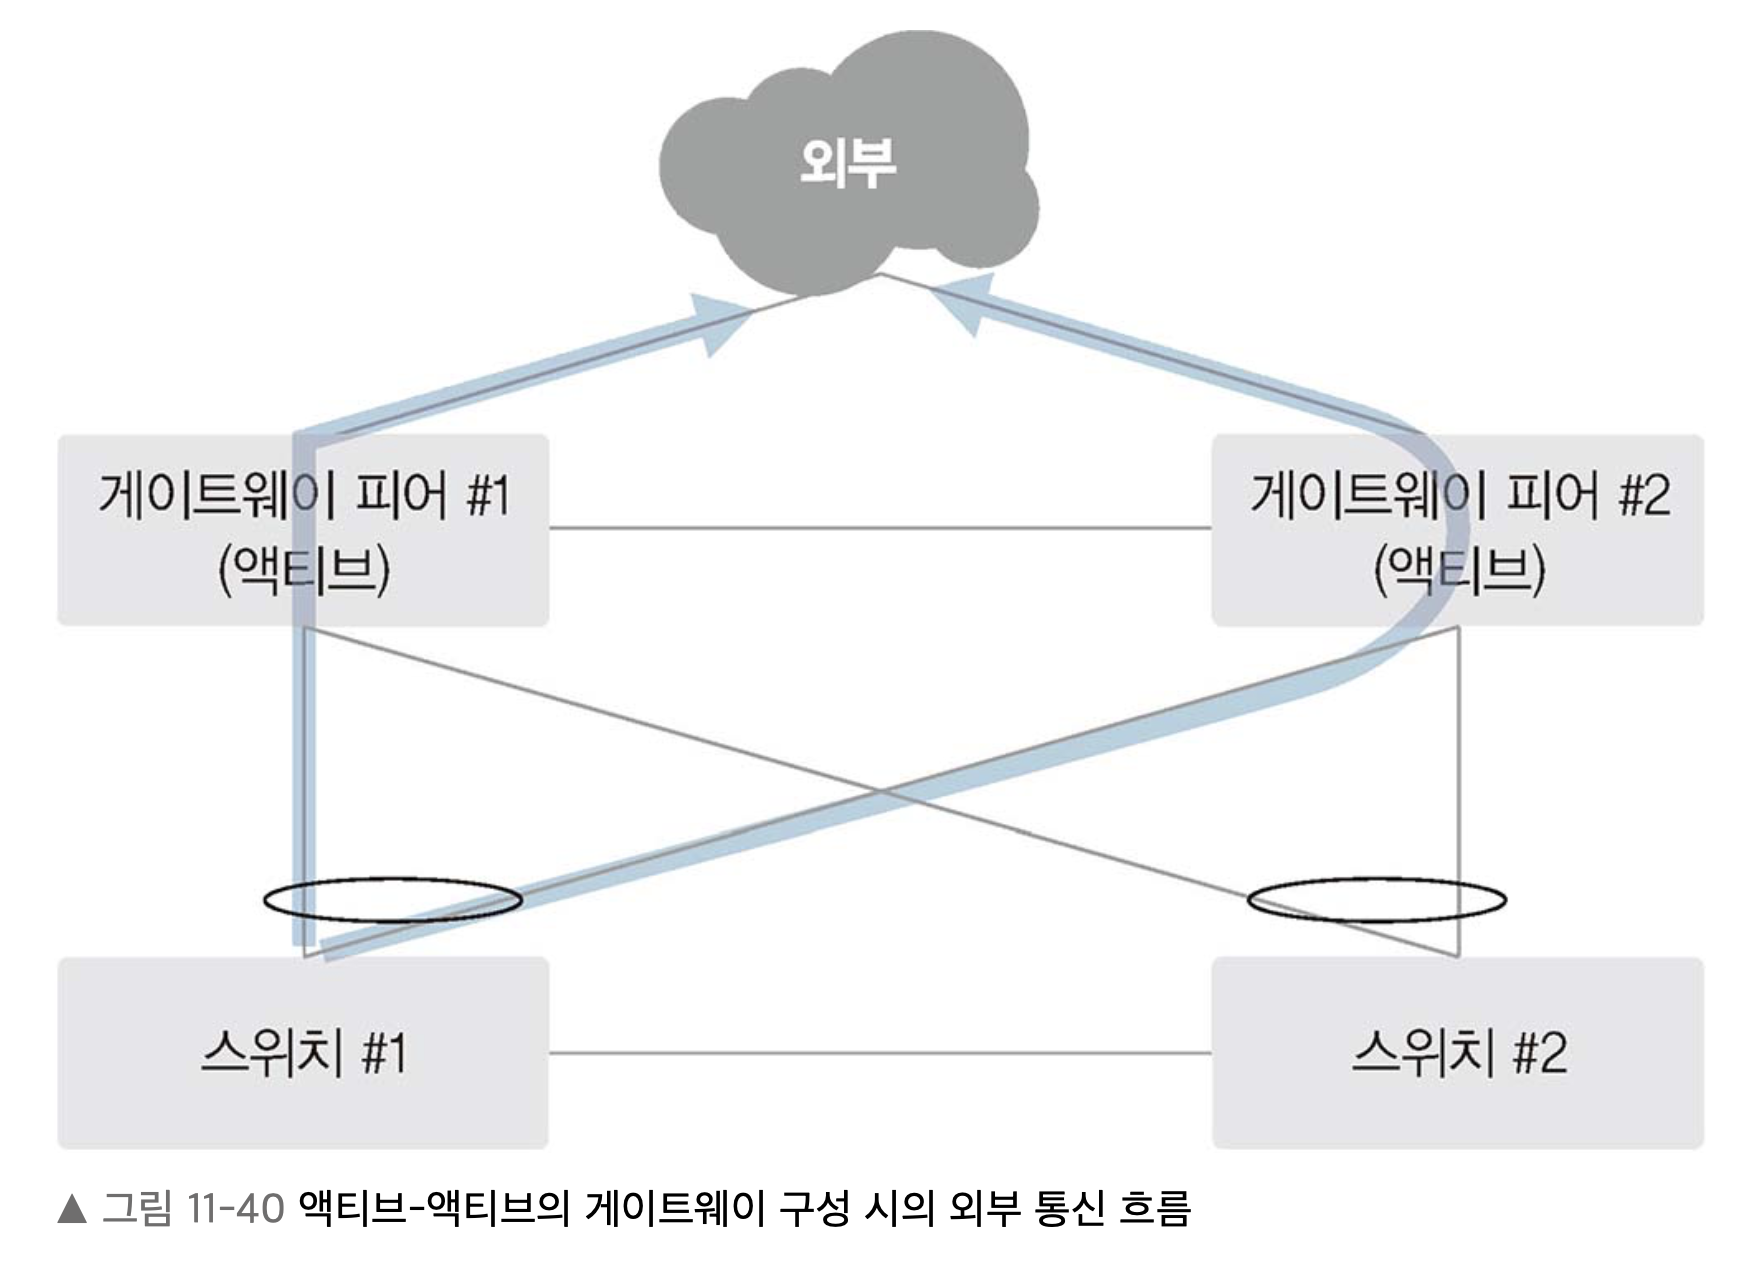 외부
게이트웨이 피어 #1
(액티브)
게이트웨이 피어 #2
(액티브)
스위치 #1
스위치 #2
▲ 그림 11-40 액티브-액티브의 게이트웨이 구성 시의 외부 통신 흐름